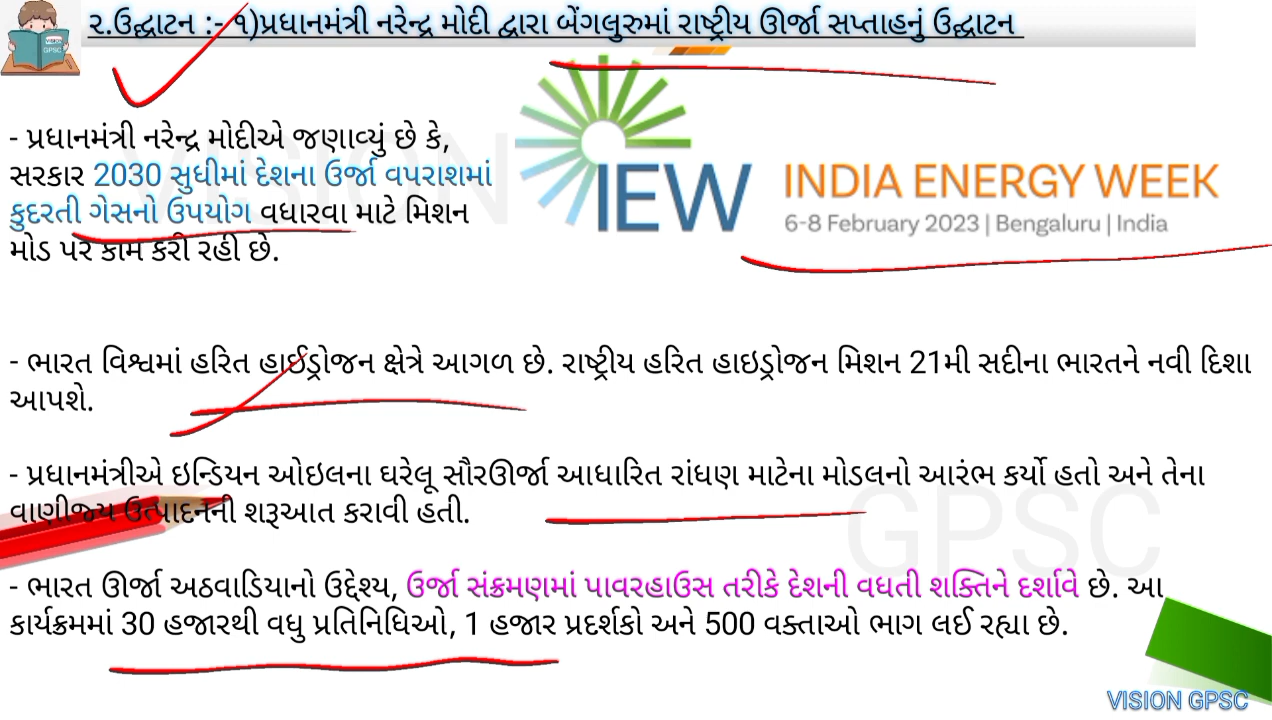 ર.ઉદ્ઘાટન :- ૧)પ્રધાનમંત્રી નરેન્દ્ર મોદી દ્વારા બેંગલુરુમાં રાષ્ટ્રીય ઊર્જા સપ્તાહનું ઉદ્ઘાટન
VISION
GPSC
- પ્રધાનમંત્રી નરેન્દ્ર મોદીએ જણાવ્યું છે કે,
સરકાર 2030 સુધીમાં દેશના ઉર્જા વપરાશમાં
કુદરતી ગેસનો ઉપયોગ વધારવા માટે મિશન
મોડ પર કામ કરી રહી છે.
IEW
INDIA ENERGY WEEK
6-8 February 2023 | Bengaluru | India
- ભારત વિશ્વમાં હરિત હાઈડ્રોજન ક્ષેત્રે આગળ છે. રાષ્ટ્રીય હરિત હાઇડ્રોજન મિશન 21મી સદીના ભારતને નવી દિશા
આપશે.
- પ્રધાનમંત્રીએ ઇન્ડિયન ઓઇલના ઘરેલૂ સૌરઊર્જા આધારિત રાંધણ માટેના મોડલનો આરંભ કર્યો હતો અને તેના
વાણીજ્ય ઉત્પાદનની શરૂઆત કરાવી હતી.
- ભારત ઊર્જા અઠવાડિયાનો ઉદ્દેશ્ય, ઉર્જા સંક્રમણમાં પાવરહાઉસ તરીકે દેશની વધતી શક્તિને દર્શાવે છે. આ
કાર્યક્રમમાં 30 હજારથી વધુ પ્રતિનિધિઓ, 1 હજાર પ્રદર્શકો અને 500 વક્તાઓ ભાગ લઈ રહ્યા છે.
VISION
GPSC
VISION GPSC